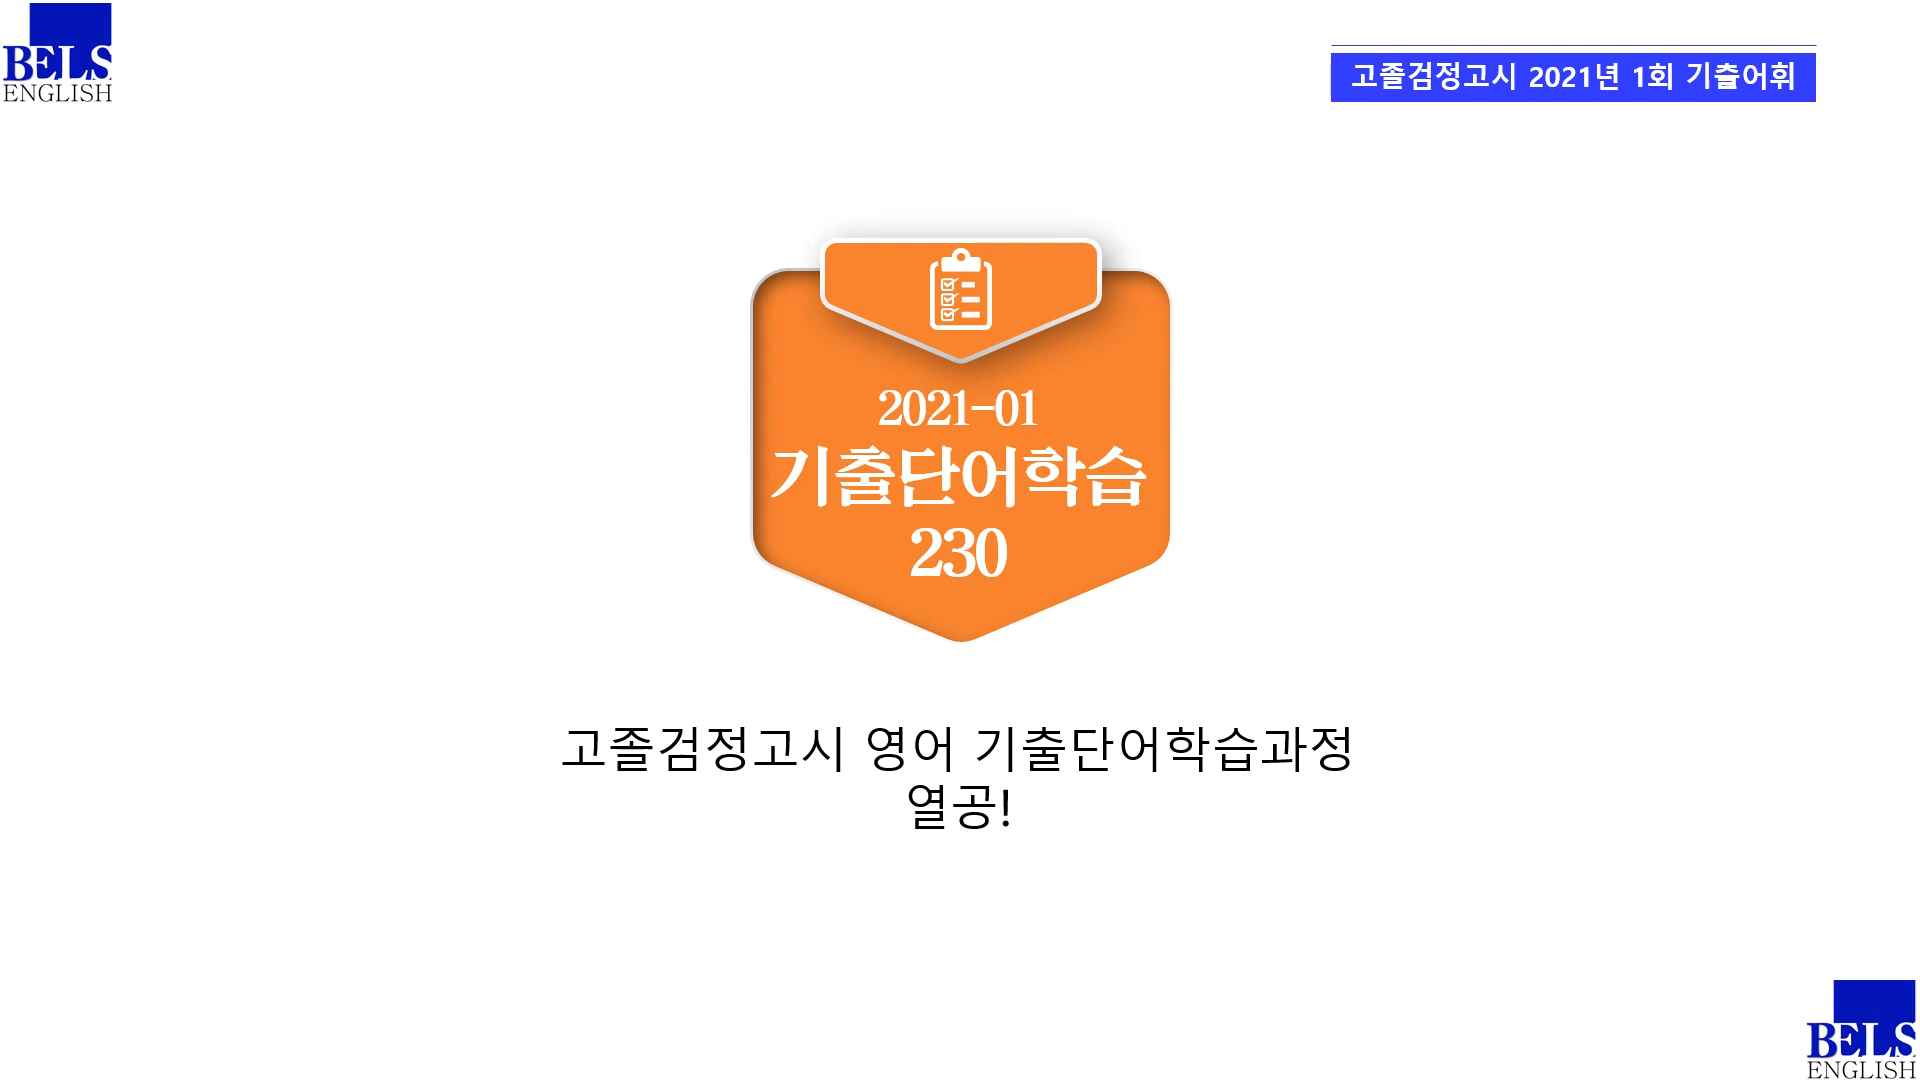 BELS
ENGLISH
고졸검정고시 2021년 1회 기츨어휘
2021-01
기출단어학습
230
고졸검정고시 영어 기출단어학습과정
열공!
BELS
ENGLISH